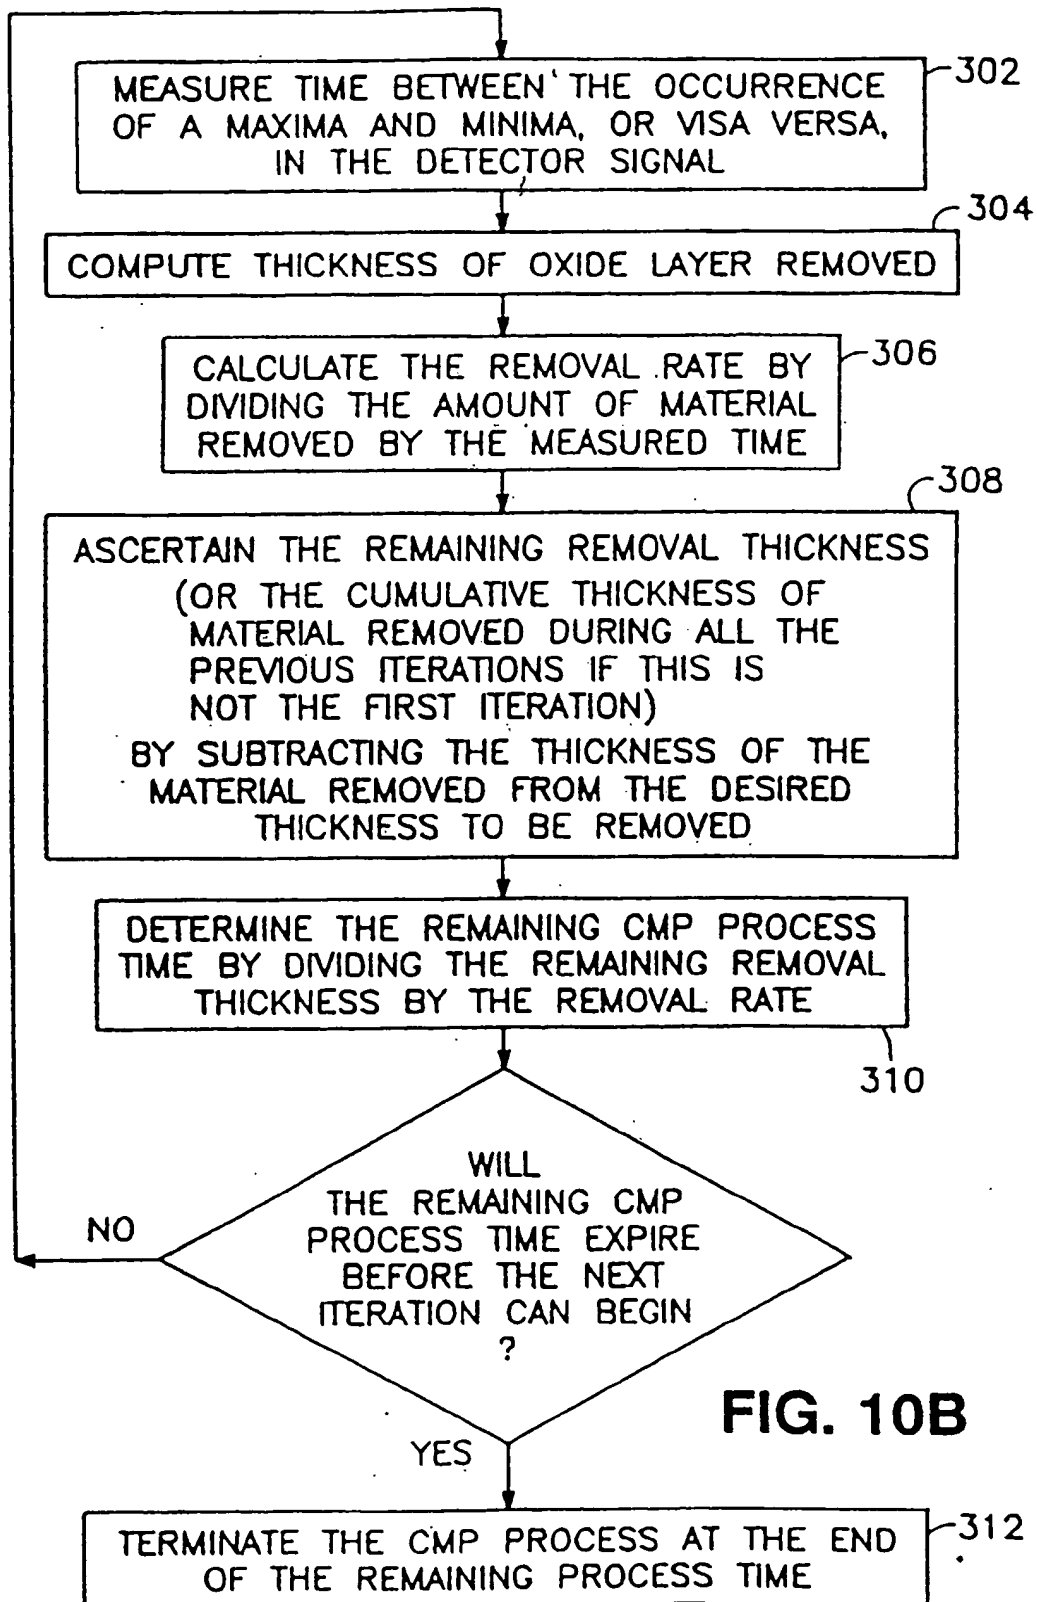 MEASURE TIME BETWEEN THE OCCURRENCE
OF A MAXIMA AND MINIMA, OR VISA VERSA,
IN THE DETECTOR SIGNAL
302
COMPUTE THICKNESS OF OXIDE LAYER REMOVED
304
CALCULATE THE REMOVAL RATE BY
DIVIDING THE AMOUNT OF MATERIAL
REMOVED BY THE MEASURED TIME
306
ASCERTAIN THE REMAINING REMOVAL THICKNESS
(OR THE CUMULATIVE THICKNESS OF
MATERIAL REMOVED DURING ALL THE
PREVIOUS ITERATIONS IF THIS IS
NOT THE FIRST ITERATION)
BY SUBTRACTING THE THICKNESS OF THE
MATERIAL REMOVED FROM THE DESIRED
THICKNESS TO BE REMOVED
308
DETERMINE THE REMAINING CMP PROCESS
TIME BY DIVIDING THE REMAINING REMOVAL
THICKNESS BY THE REMOVAL RATE
310
WILL
THE REMAINING CMP
PROCESS TIME EXPIRE
BEFORE THE NEXT
ITERATION CAN BEGIN
?
NO
YES
FIG. 10B
TERMINATE THE CMP PROCESS AT THE END
OF THE REMAINING PROCESS TIME
312